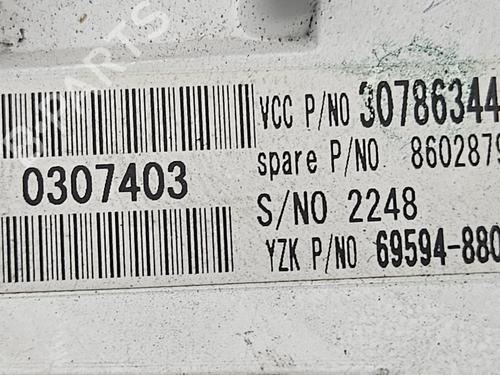 VCC P/NO 30786344
0307403
spare P/NO 8602879
S/NO 2248
YZK P/NO 69594-880